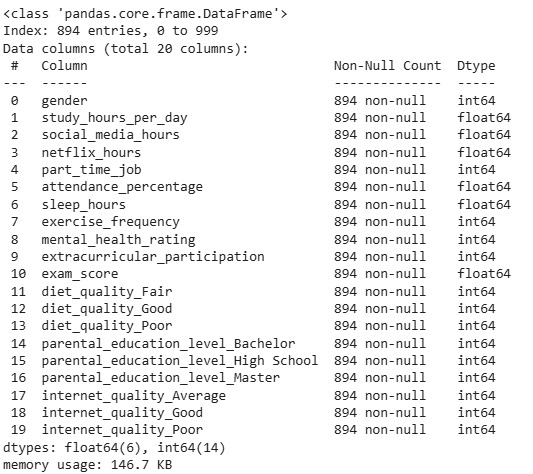 <class 'pandas.core.frame.DataFrame'>
Index: 894 entries, 0 to 999
Data columns (total 20 columns):
 #   Column                              Non-Null Count  Dtype
---  ------                              --------------  -----
 0   gender                              894 non-null    int64
 1   study_hours_per_day                 894 non-null    float64
 2   social_media_hours                  894 non-null    float64
 3   netflix_hours                       894 non-null    float64
 4   part_time_job                       894 non-null    int64
 5   attendance_percentage               894 non-null    float64
 6   sleep_hours                         894 non-null    float64
 7   exercise_frequency                  894 non-null    int64
 8   mental_health_rating                894 non-null    int64
 9   extracurricular_participation       894 non-null    int64
 10  exam_score                          894 non-null    float64
 11  diet_quality_Fair                   894 non-null    int64
 12  diet_quality_Good                   894 non-null    int64
 13  diet_quality_Poor                   894 non-null    int64
 14  parental_education_level_Bachelor   894 non-null    int64
 15  parental_education_level_High School  894 non-null    int64
 16  parental_education_level_Master     894 non-null    int64
 17  internet_quality_Average            894 non-null    int64
 18  internet_quality_Good               894 non-null    int64
 19  internet_quality_Poor               894 non-null    int64
dtypes: float64(6), int64(14)
memory usage: 146.7 KB